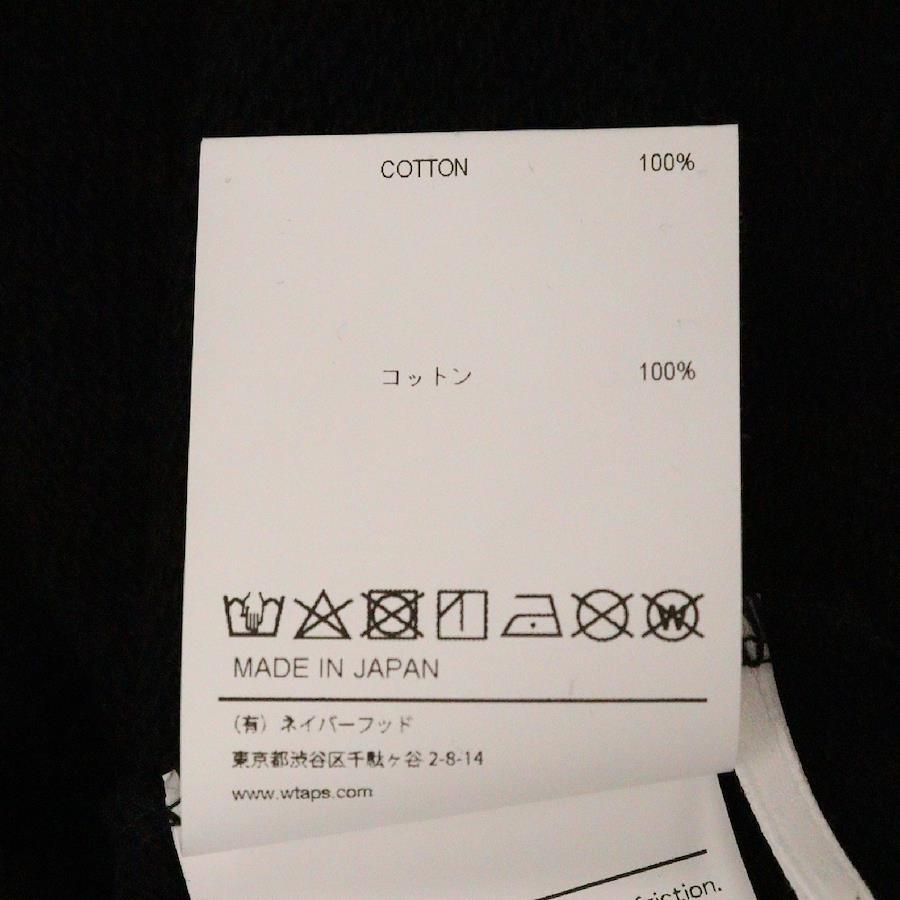 COTTON 100%
コットン 100%
W
MADE IN JAPAN
（有）ネイバーフッド
東京都渋谷区千駄ヶ谷 2-8-14
www.wtaps.com
friction.